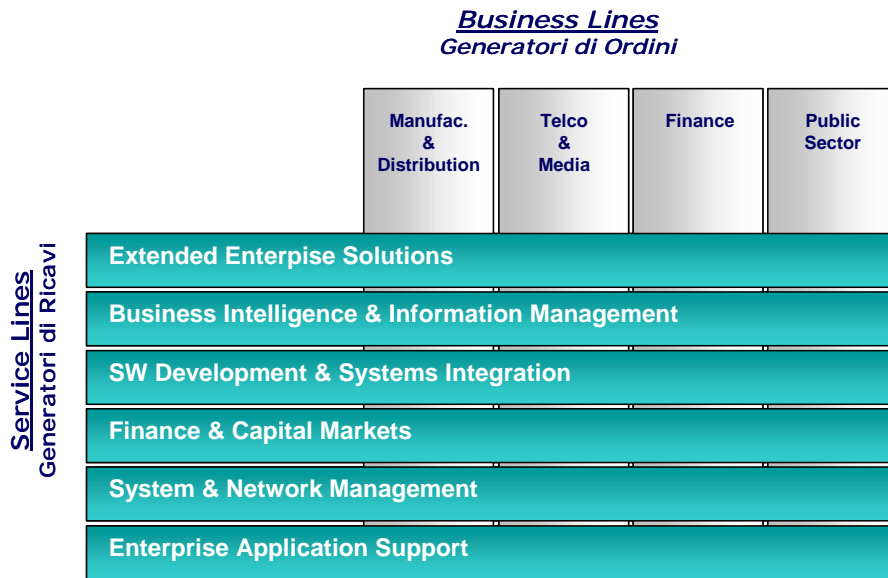 Business Lines
Generatori di Ordini
Manufac.
&
Distribution
Telco
&
Media
Finance
Public
Sector
Service Lines
Generatori di Ricavi
Extended Enterpise Solutions
Business Intelligence & Information Management
SW Development & Systems Integration
Finance & Capital Markets
System & Network Management
Enterprise Application Support